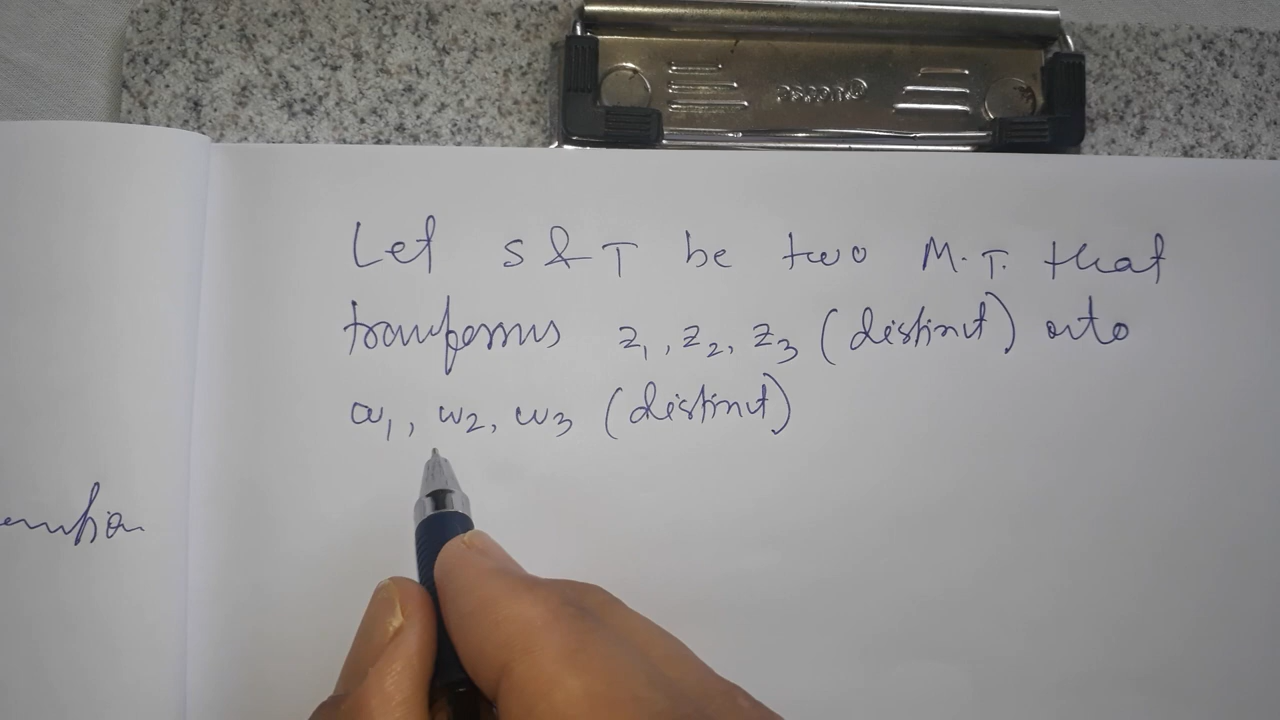 Let S & T be two M.T. that
transforms z1, z2, z3 (distinct) onto
w1, w2, w3 (distinct)